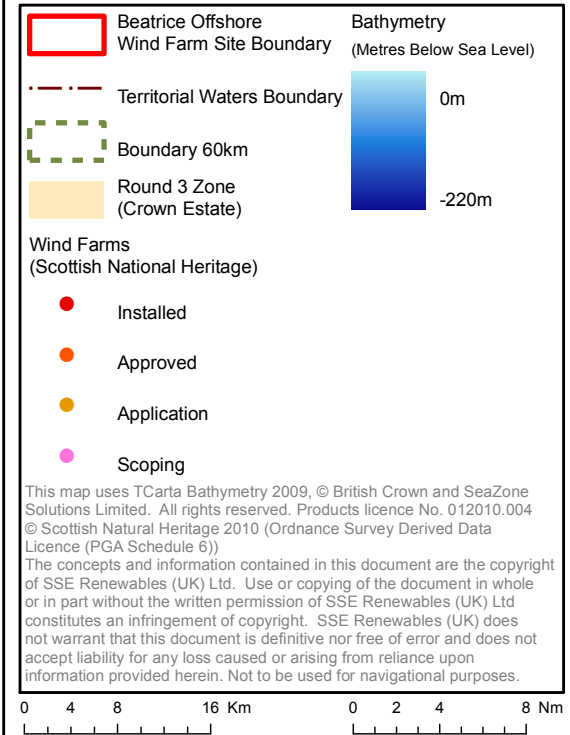 Beatrice Offshore
Wind Farm Site Boundary
Territorial Waters Boundary
Boundary 60km
Round 3 Zone
(Crown Estate)
Bathymetry
(Metres Below Sea Level)
0m
-220m
Wind Farms
(Scottish National Heritage)
Installed
Approved
Application
Scoping
This map uses TCarta Bathymetry 2009, © British Crown and SeaZone
Solutions Limited. All rights reserved. Products licence No. 012010.004
© Scottish Natural Heritage 2010 (Ordnance Survey Derived Data
Licence (PGA Schedule 6))
The concepts and information contained in this document are the copyright
of SSE Renewables (UK) Ltd. Use or copying of the document in whole
or in part without the written permission of SSE Renewables (UK) Ltd
constitutes an infringement of copyright. SSE Renewables (UK) does
not warrant that this document is definitive nor free of error and does not
accept liability for any loss caused or arising from reliance upon
information provided herein. Not to be used for navigational purposes.
0 4 8 16 Km
0 2 4 8 Nm